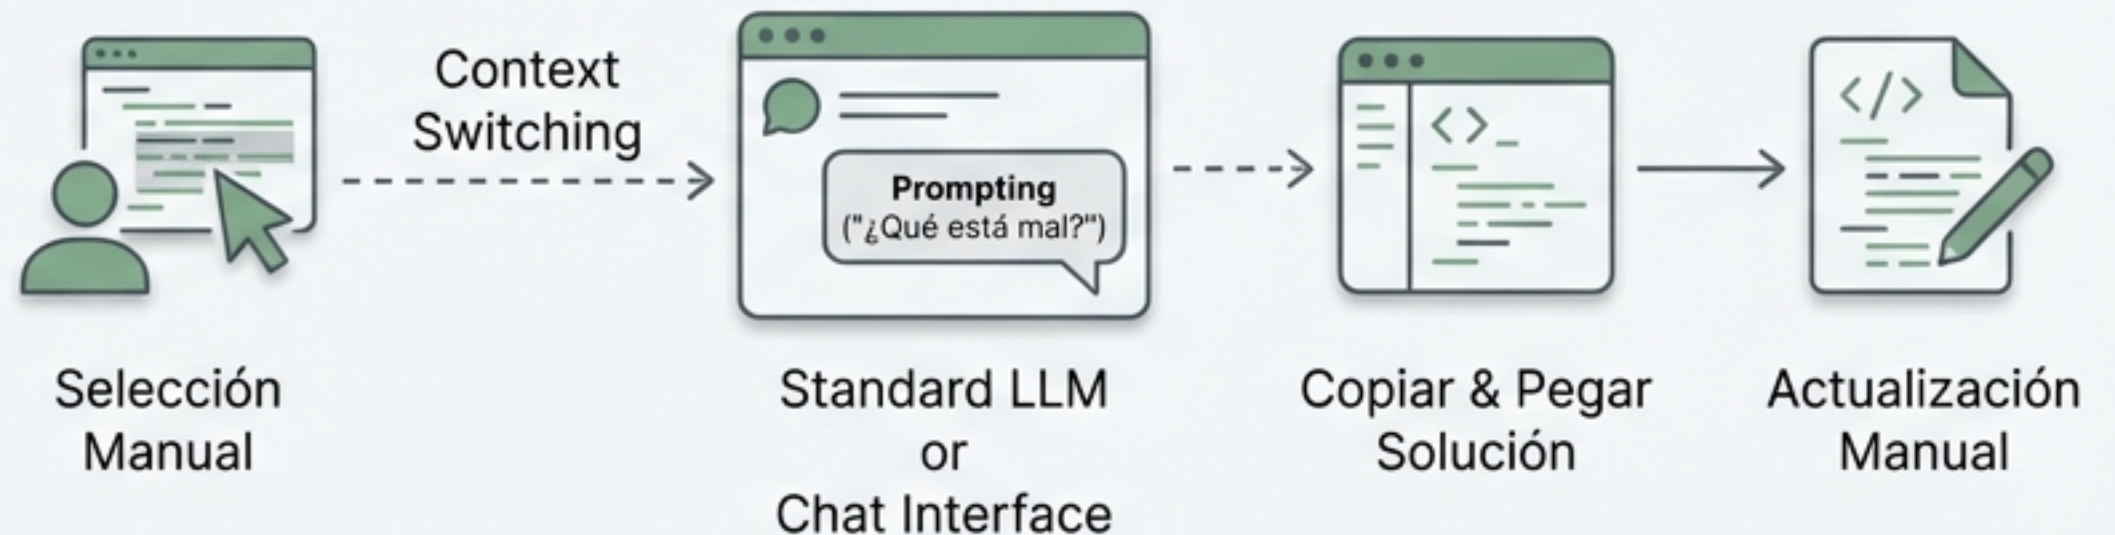 Context
Switching
Prompting
("¿Qué está mal?")
</>
<>
Selección
Manual
Standard LLM
or
Chat Interface
Copiar & Pegar
Solución
Actualización
Manual